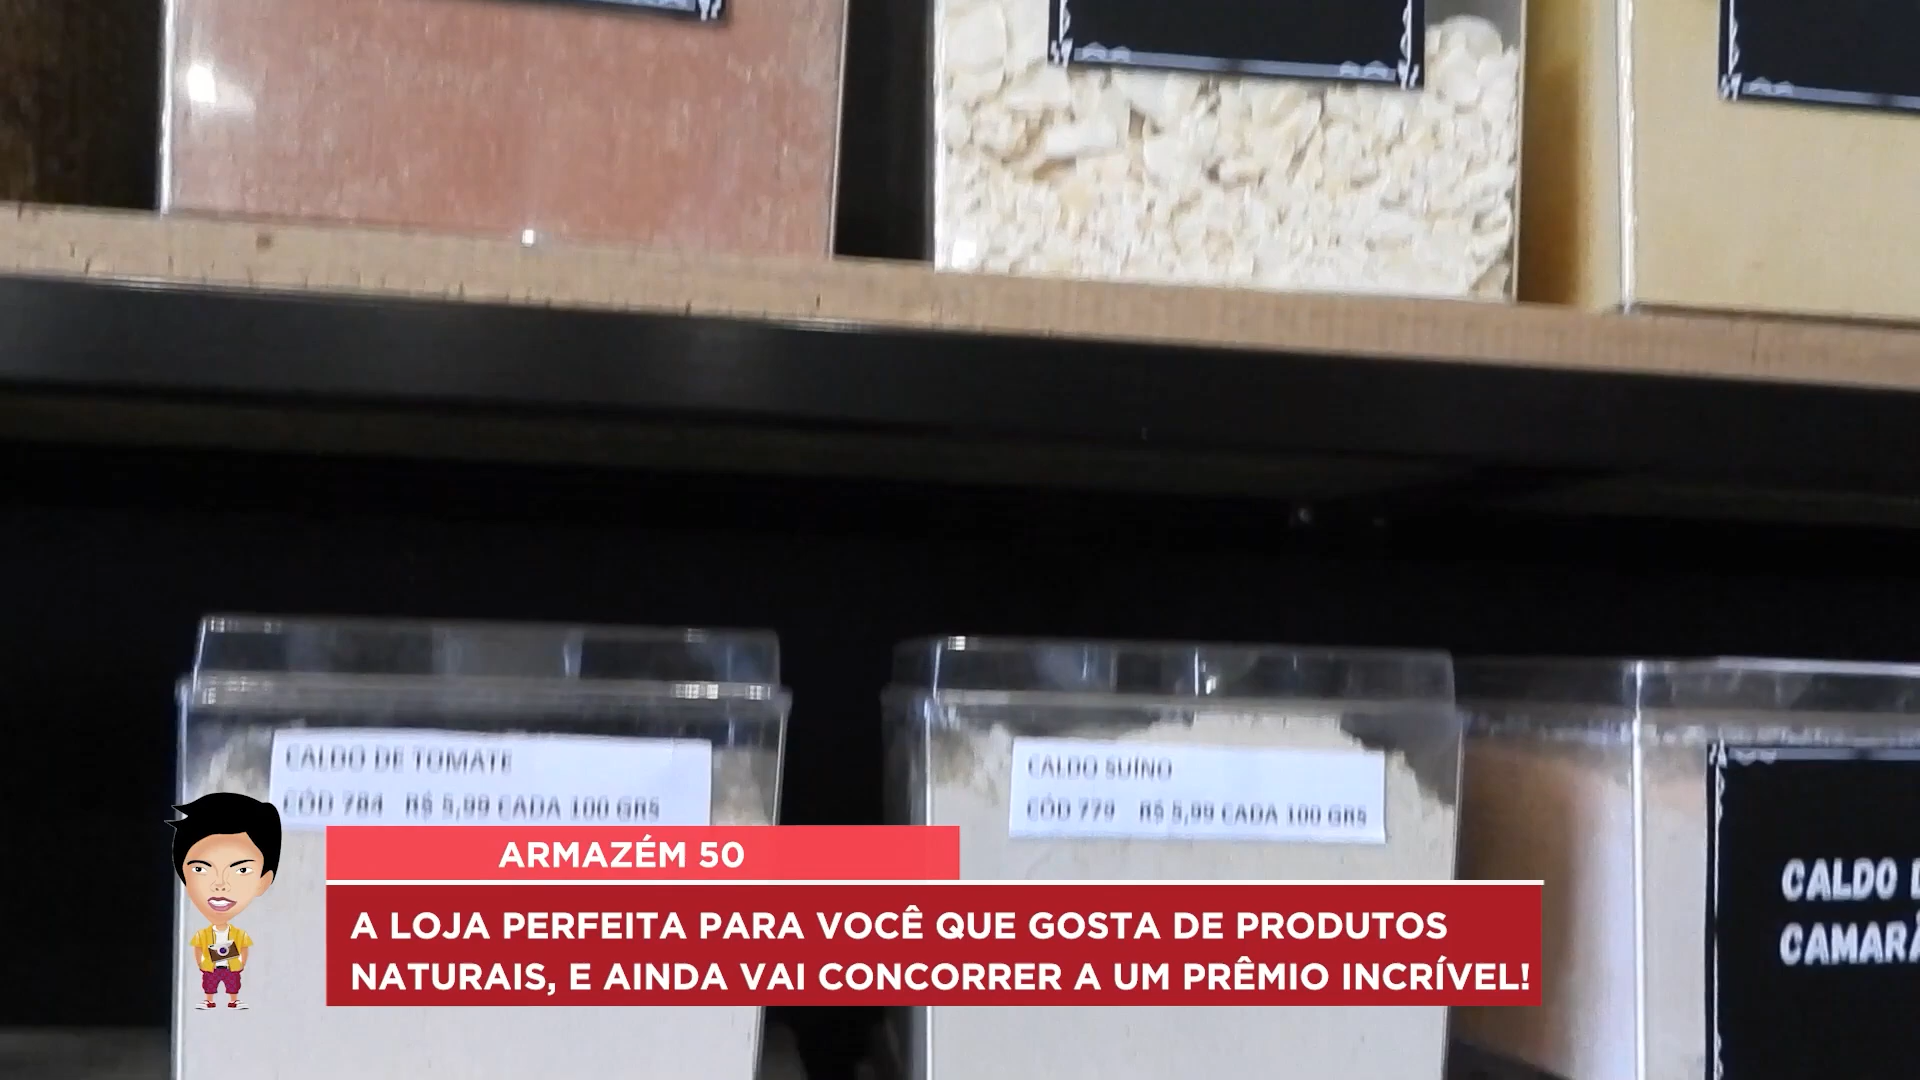 CALDO DE TOMATE
CÓD 784 R$ 5,99 CADA 100 GRS
CALDO SUÍNO
CÓD 779 R$ 5,99 CADA 100 GRS
CALDO
ARMAZÉM 50
A LOJA PERFEITA PARA VOCÊ QUE GOSTA DE PRODUTOS
NATURAIS, E AINDA VAI CONCORRER A UM PRÊMIO INCRÍVEL!